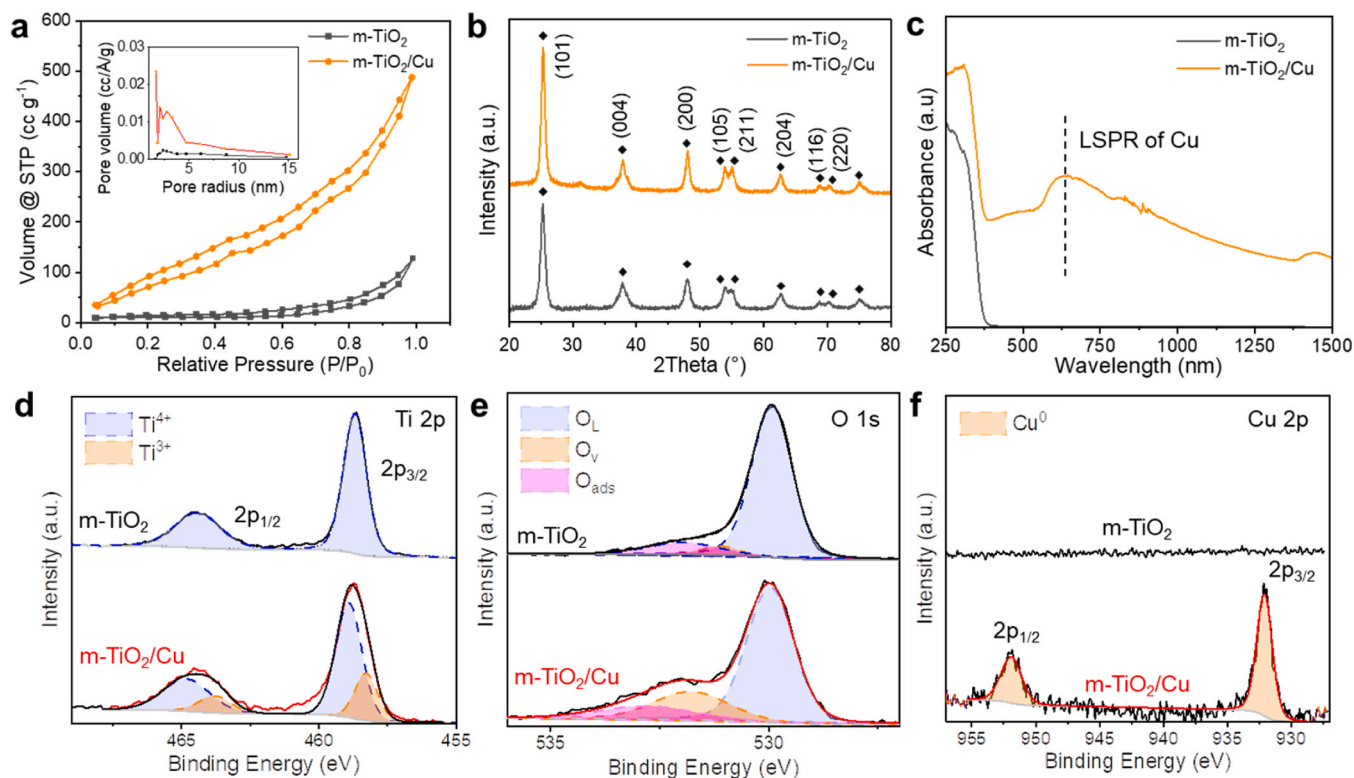 a
m-TiO₂
m-TiO₂/Cu
Volume @ STP (cc g⁻¹)
600
500
400
300
200
100
0
0.0 0.2 0.4 0.6 0.8 1.0
Relative Pressure (P/P₀)
Pore volume (cc/Å/g)
0.03
0.02
0.01
0.00
5 10 15
Pore radius (nm)
b
m-TiO₂
m-TiO₂/Cu
(101)
(004)
(200)
(105)
(211)
(204)
(116)
(220)
Intensity (a.u.)
20 30 40 50 60 70 80
2Theta (°)
c
m-TiO₂
m-TiO₂/Cu
LSPR of Cu
Absorbance (a.u)
250 500 750 1000 1250 1500
Wavelength (nm)
d
Ti⁴⁺
Ti³⁺
Ti 2p
2p₃/₂
2p₁/₂
m-TiO₂
m-TiO₂/Cu
Intensity (a.u.)
465 460 455
Binding Energy (eV)
e
O_L
O_v
O_ads
O 1s
m-TiO₂
m-TiO₂/Cu
Intensity (a.u.)
535 530
Binding Energy (eV)
f
Cu⁰
Cu 2p
m-TiO₂
2p₃/₂
2p₁/₂
m-TiO₂/Cu
Intensity (a.u.)
955 950 945 940 935 930
Binding Energy (eV)